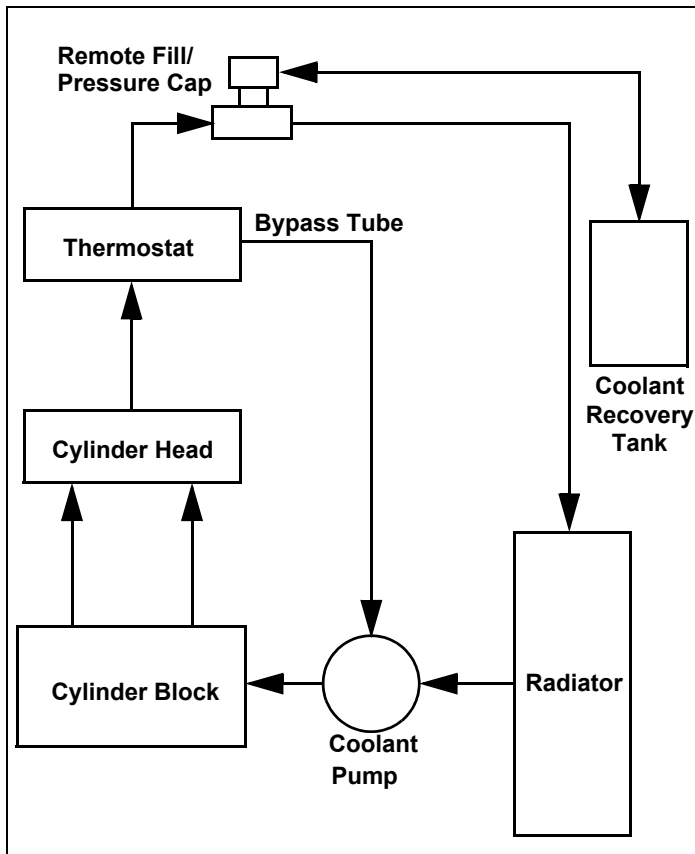 Remote Fill/
Pressure Cap
Thermostat
Bypass Tube
Coolant
Recovery
Tank
Cylinder Head
Cylinder Block
Coolant
Pump
Radiator